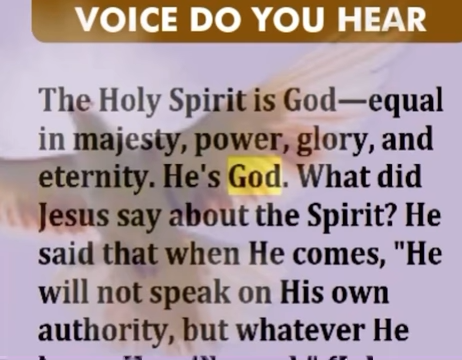 VOICE DO YOU HEAR
The Holy Spirit is God—equal
in majesty, power, glory, and
eternity. He's God. What did
Jesus say about the Spirit? He
said that when He comes, "He
will not speak on His own
authority, but whatever He